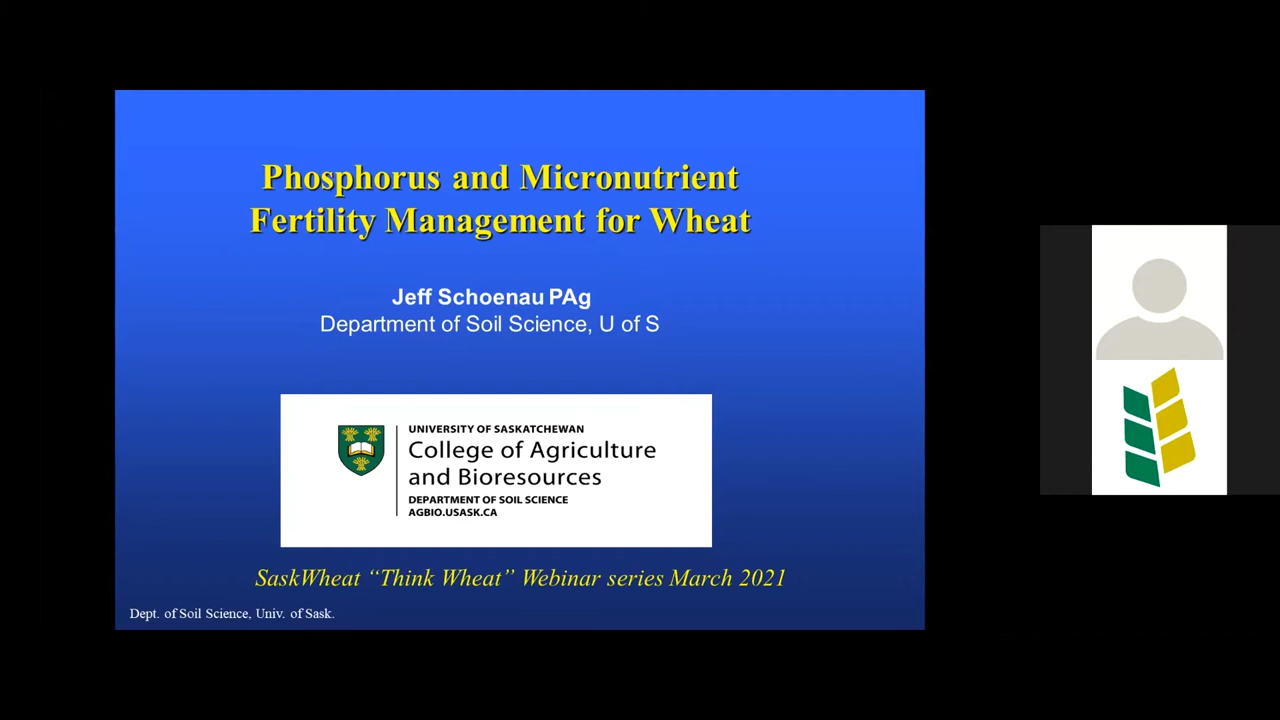 Phosphorus and Micronutrient
Fertility Management for Wheat
Jeff Schoenau PAg
Department of Soil Science, U of S
UNIVERSITY OF SASKATCHEWAN
College of Agriculture
and Bioresources
DEPARTMENT OF SOIL SCIENCE
AGBIO.USASK.CA
SaskWheat “Think Wheat” Webinar series March 2021
Dept. of Soil Science, Univ. of Sask.